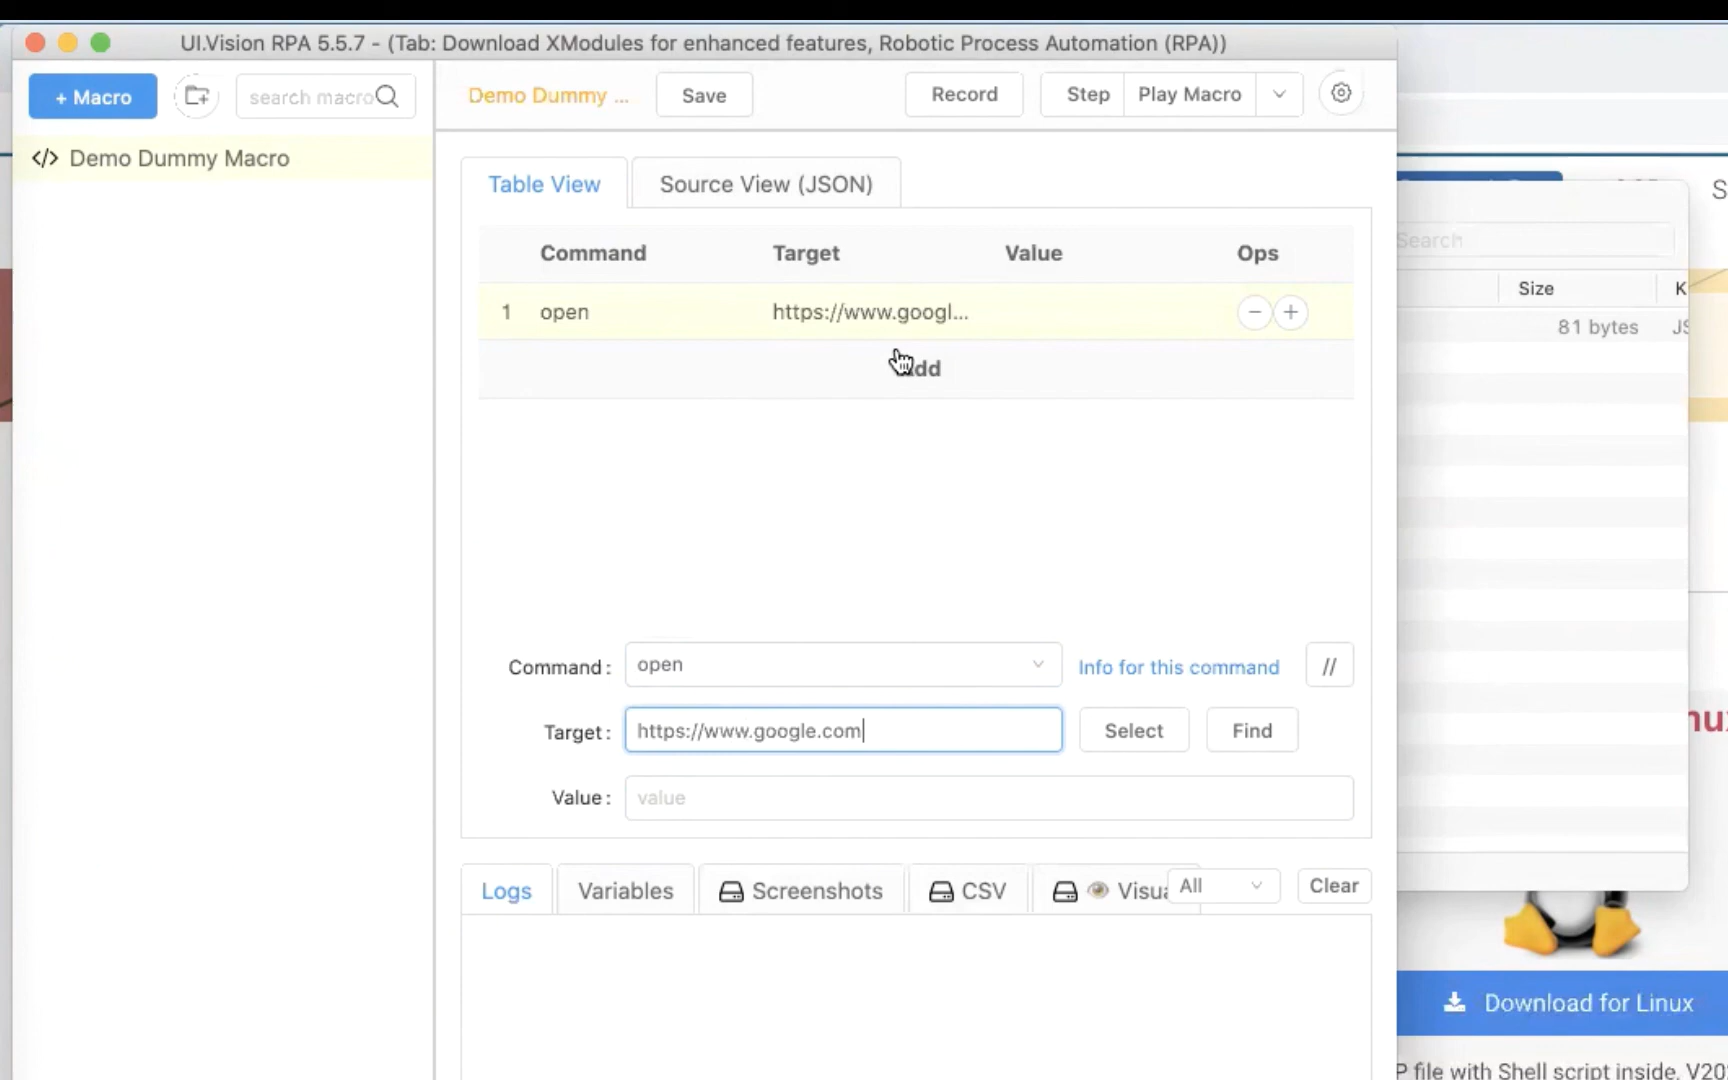 UI.Vision RPA 5.5.7 - (Tab: Download XModules for enhanced features, Robotic Process Automation (RPA))
+ Macro
search macro
Demo Dummy ...
Save
Record
Step
Play Macro
</> Demo Dummy Macro
Table View
Source View (JSON)
Command Target Value Ops
1 open https://www.googl...
Command : open
Info for this command
//
Target : https://www.google.com
Select
Find
Value : value
Logs
Variables
Screenshots
CSV
Visua
All
Clear
S
Search
Size
K
81 bytes
JS
Download for Linux
P file with Shell script inside. V20